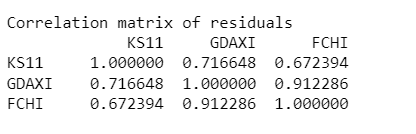 Correlation matrix of residuals
KS11 GDAXI FCHI
KS11 1.000000 0.716648 0.672394
GDAXI 0.716648 1.000000 0.912286
FCHI 0.672394 0.912286 1.000000